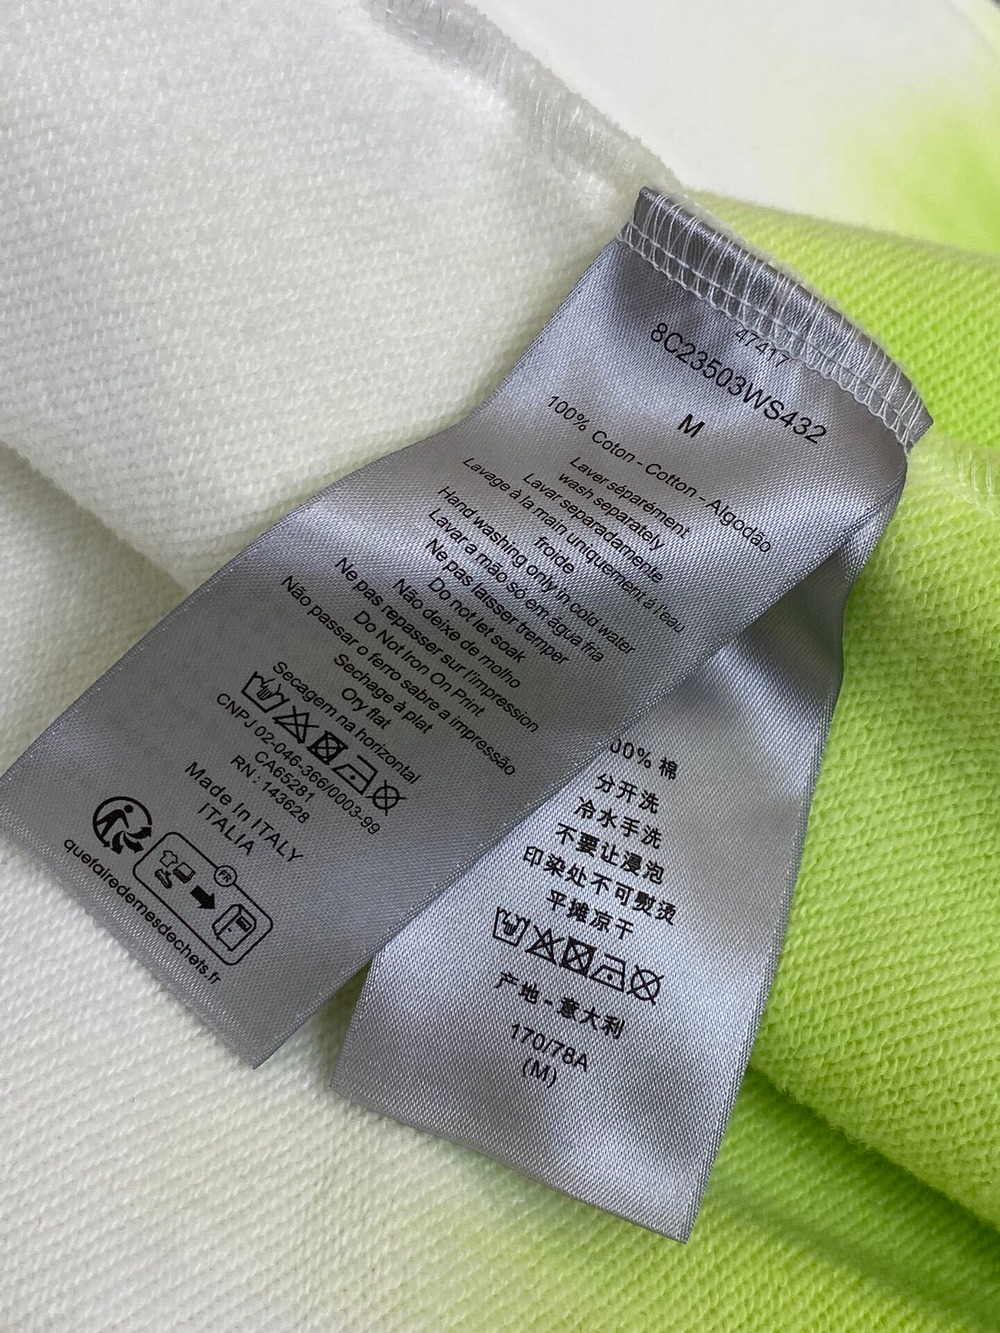 47417
8C23503WS432
M
100% Coton - Cotton - Algodão
Laver séparément
wash separately
Lavar separadamente
Lavage à la main uniquement à l'eau
froide
Hand washing only in cold water
Lavar a mão só em água fria
Ne pas laisser tremper
Do not let soak
Não deixe de molho
Ne pas repasser sur l'impression
Do Not Iron On Print
Não passar o ferro sabre a impressão
Sechage à plat
Ory flat
Secagem na horizontal
CNPJ 02-046-366/0003-99
CA65281
RN : 143628
Made In ITALY
ITALIA
FR
quefairedemesdechets.fr
00% 棉
分开洗
冷水手洗
不要让浸泡
印染处不可熨烫
平摊凉干
产地 - 意大利
170/78A
(M)